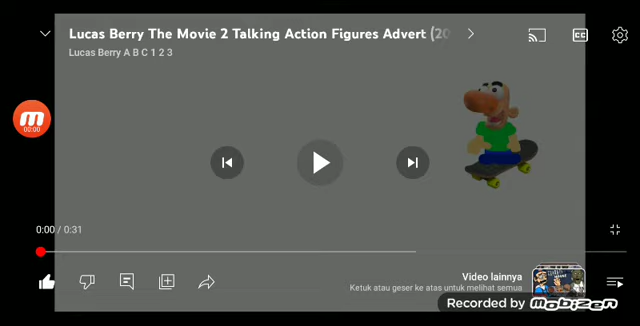 Lucas Berry The Movie 2 Talking Action Figures Advert (20
Lucas Berry A B C 1 2 3
CC
00:00
0:00 / 0:31
Video lainnya
Ketuk atau geser ke atas untuk melihat semua
Recorded by Mobizen